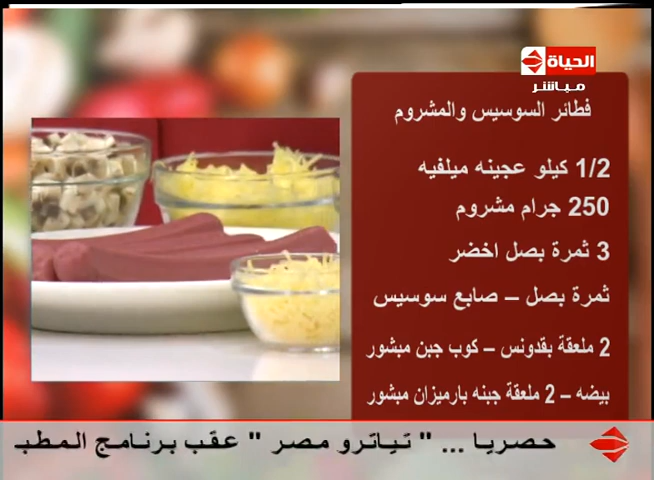 الحياة
مباشر
فطائر السوسيس والمشروم
1/2 كيلو عجينه ميلفيه
250 جرام مشروم
3 ثمرة بصل اخضر
ثمرة بصل – صابع سوسيس
2 ملعقة بقدونس – كوب جبن مبشور
بيضه – 2 ملعقة جبنه بارميزان مبشور
حصريا ... " تياترو مصر " عقب برنامج المطب